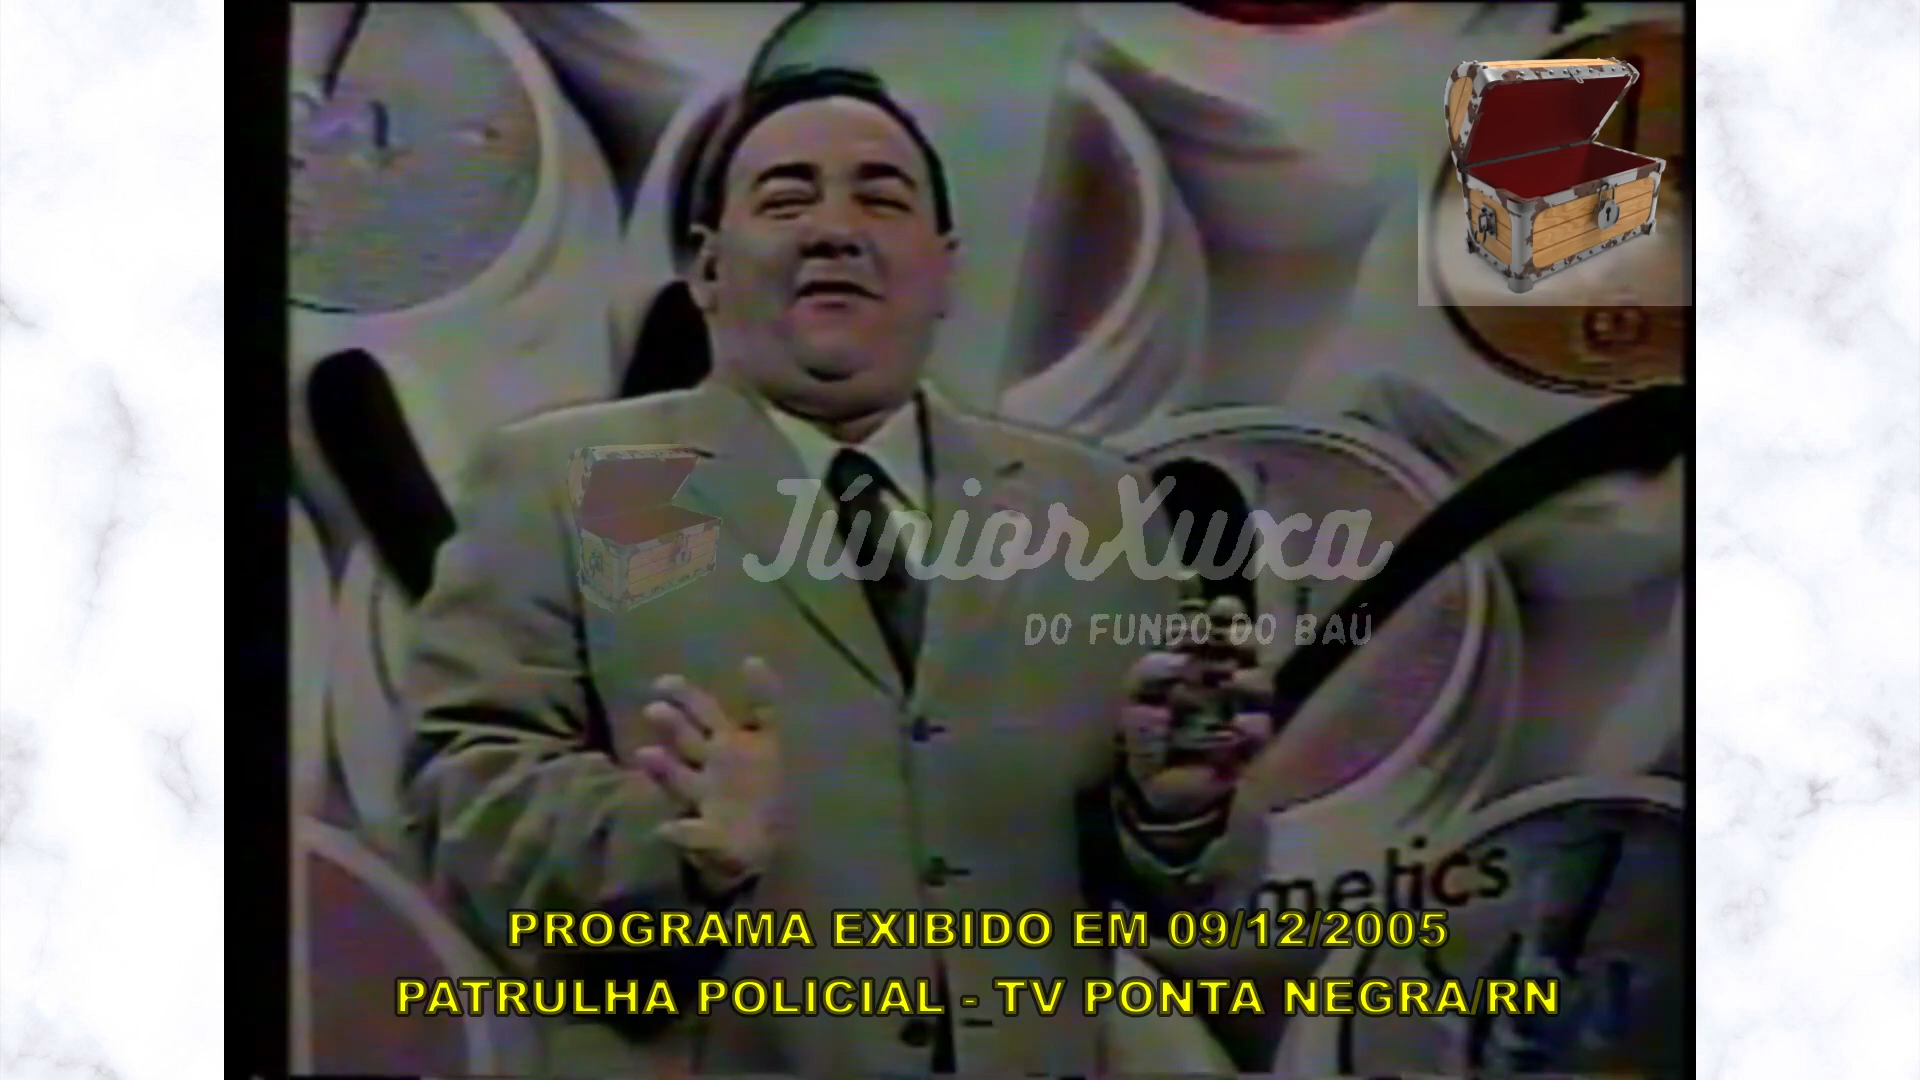 JúniorXuxa
DO FUNDO DO BAÚ
metics
PROGRAMA EXIBIDO EM 09/12/2005
PATRULHA POLICIAL - TV PONTA NEGRA/RN